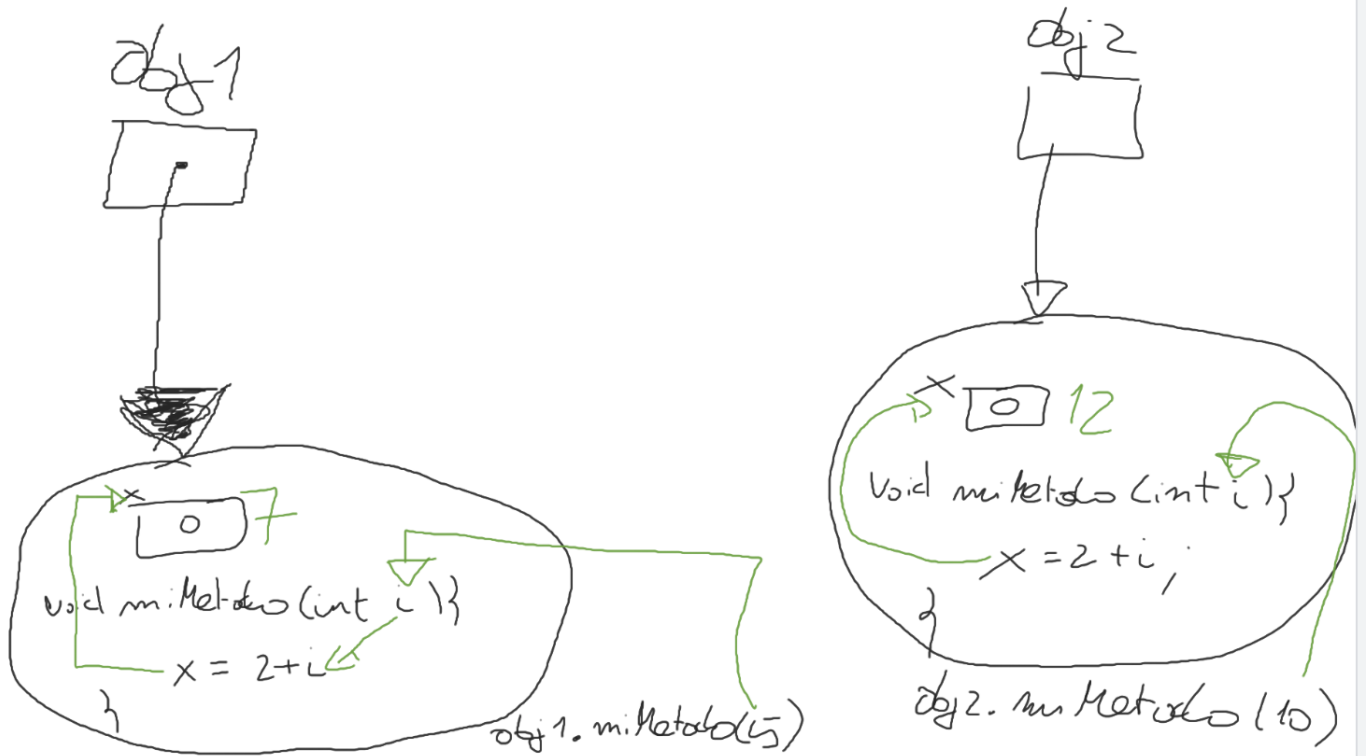 obj1
x 0 7
void miMetodo(int i){
x = 2+i
}
obj1.miMetodo(5)
obj2
x 0 12
void miMetodo(int i){
x = 2+i;
}
obj2.miMetodo(10)